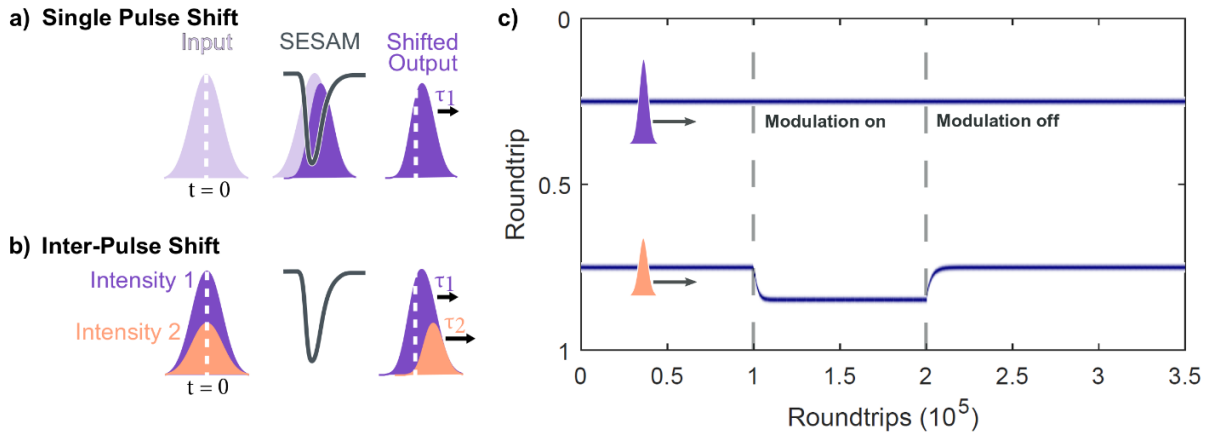 a) Single Pulse Shift
Input
SESAM
Shifted
Output
τ1
t = 0
b) Inter-Pulse Shift
Intensity 1
Intensity 2
τ1
τ2
t = 0
c)
0
0.5
1
Roundtrip
Modulation on
Modulation off
0
0.5
1
1.5
2
2.5
3
3.5
Roundtrips (10⁵)